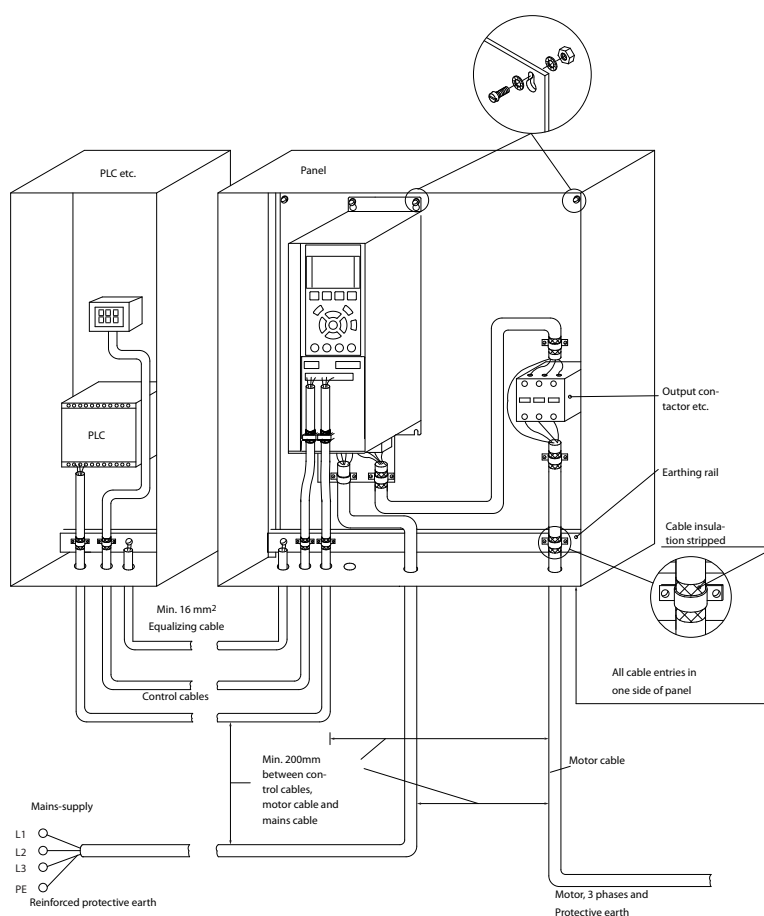 PLC etc.
Panel
PLC
Output con-
tactor etc.
Earthing rail
Cable insula-
tion stripped
Min. 16 mm²
Equalizing cable
Control cables
All cable entries in
one side of panel
Min. 200mm
between con-
trol cables,
motor cable and
mains cable
Motor cable
Mains-supply
L1
L2
L3
PE
Reinforced protective earth
Motor, 3 phases and
Protective earth